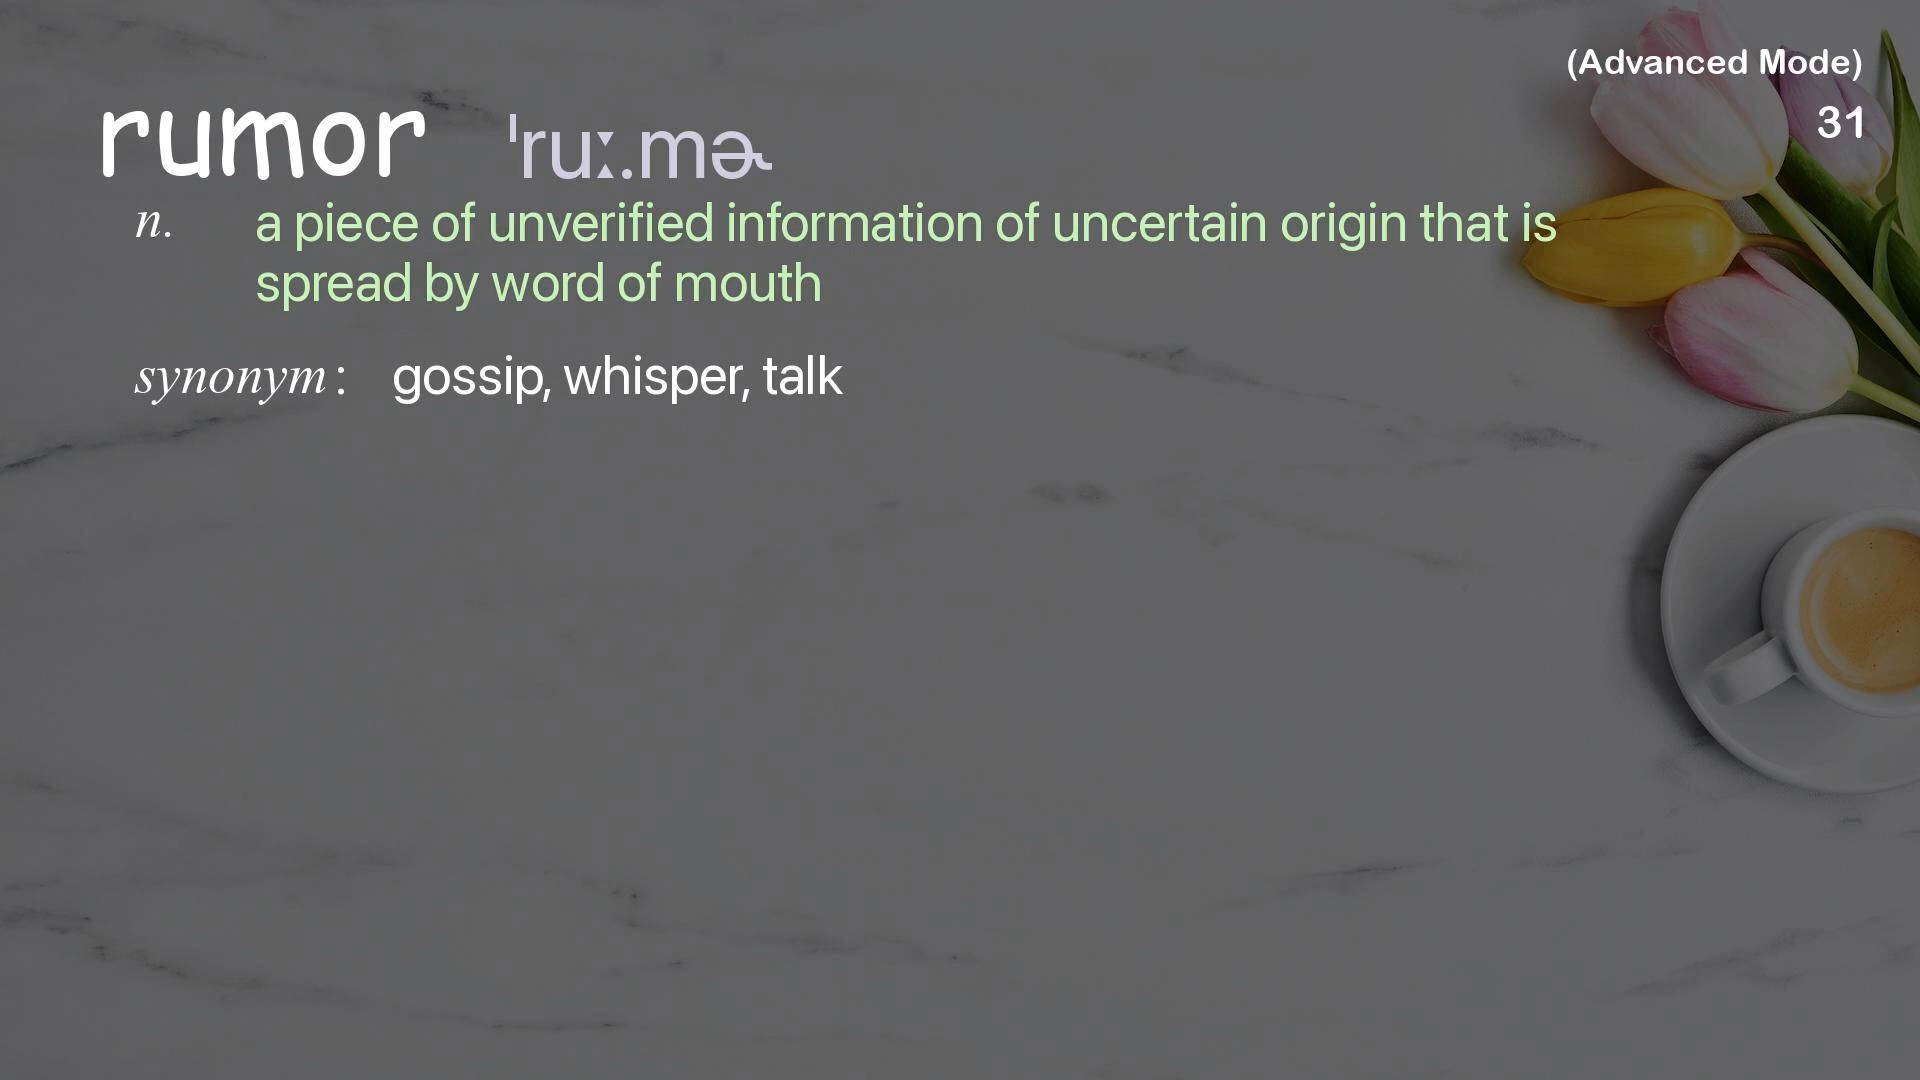 (Advanced Mode)
31
rumor ˈruː.mɚ
n. a piece of unverified information of uncertain origin that is
spread by word of mouth
synonym: gossip, whisper, talk